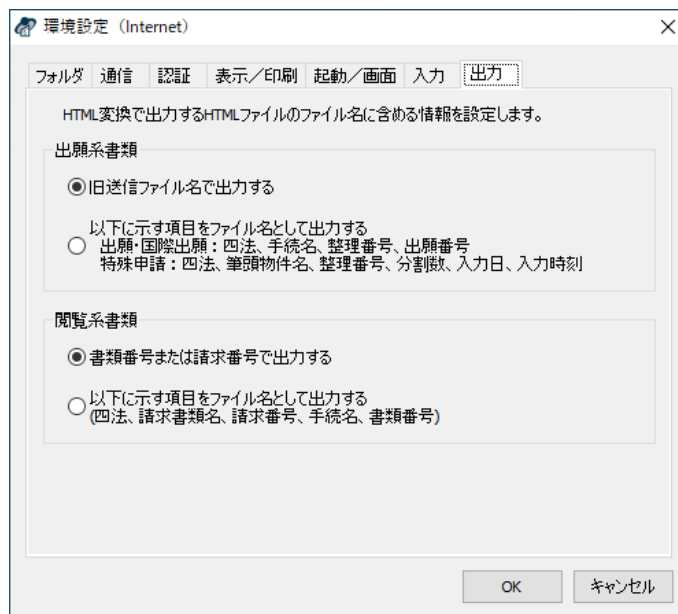 環境設定（Internet）
フォルダ 通信 認証 表示／印刷 起動／画面 入力 出力
HTML変換で出力するHTMLファイルのファイル名に含める情報を設定します。
出願系書類
旧送信ファイル名で出力する
以下に示す項目をファイル名として出力する
出願・国際出願：四法、手続名、整理番号、出願番号
特殊申請：四法、筆頭物件名、整理番号、分割数、入力日、入力時刻
閲覧系書類
書類番号または請求番号で出力する
以下に示す項目をファイル名として出力する
(四法、請求書類名、請求番号、手続名、書類番号)
OK キャンセル